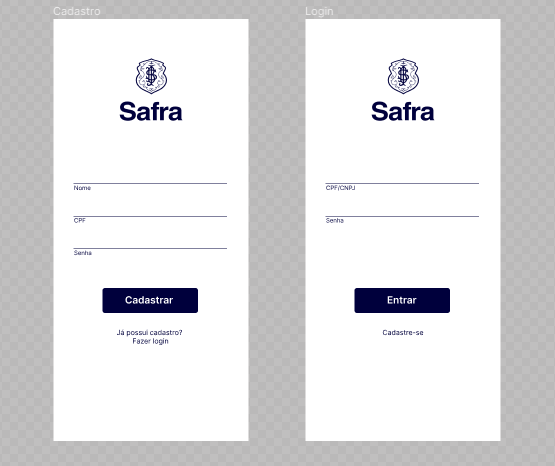 Cadastro
Safra
Nome
CPF
Senha
Cadastrar
Já possui cadastro?
Fazer login
Login
Safra
CPF/CNPJ
Senha
Entrar
Cadastre-se